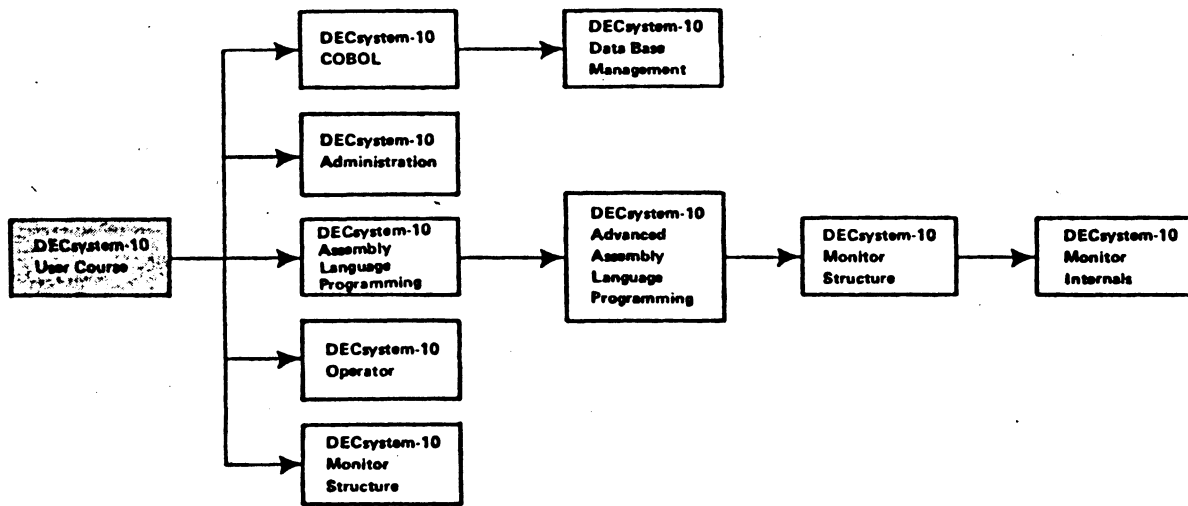 DECsystem-10
COBOL
DECsystem-10
Data Base
Management
DECsystem-10
Administration
DECsystem-10
User Course
DECsystem-10
Assembly
Language
Programming
DECsystem-10
Advanced
Assembly
Language
Programming
DECsystem-10
Monitor
Structure
DECsystem-10
Monitor
Internals
DECsystem-10
Operator
DECsystem-10
Monitor
Structure